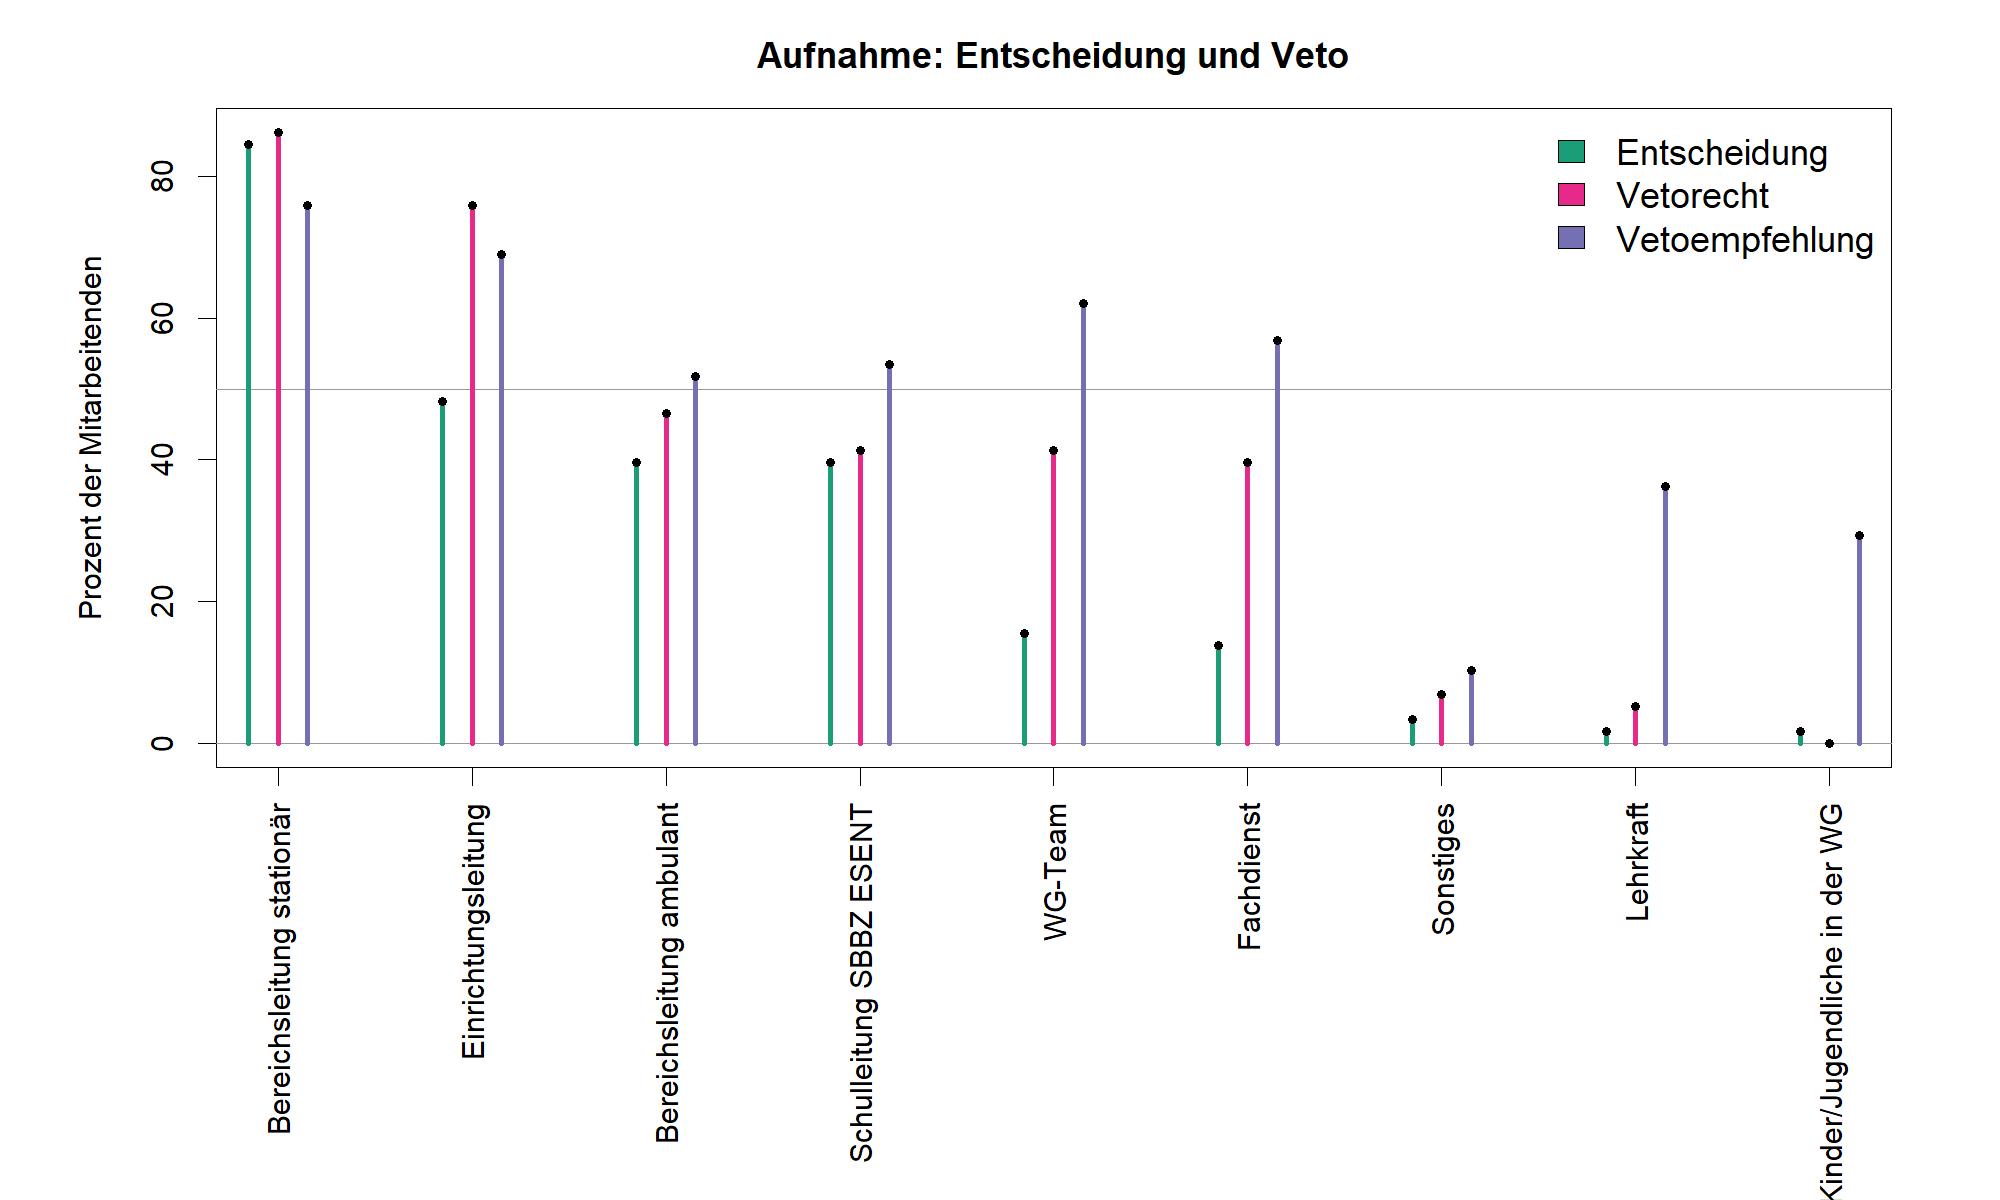 Aufnahme: Entscheidung und Veto
Entscheidung
Vetorecht
Vetoempfehlung
Prozent der Mitarbeitenden
80
60
40
20
0
Bereichsleitung stationär
Einrichtungsleitung
Bereichsleitung ambulant
Schulleitung SBBZ ESENT
WG-Team
Fachdienst
Sonstiges
Lehrkraft
Kinder/Jugendliche in der WG